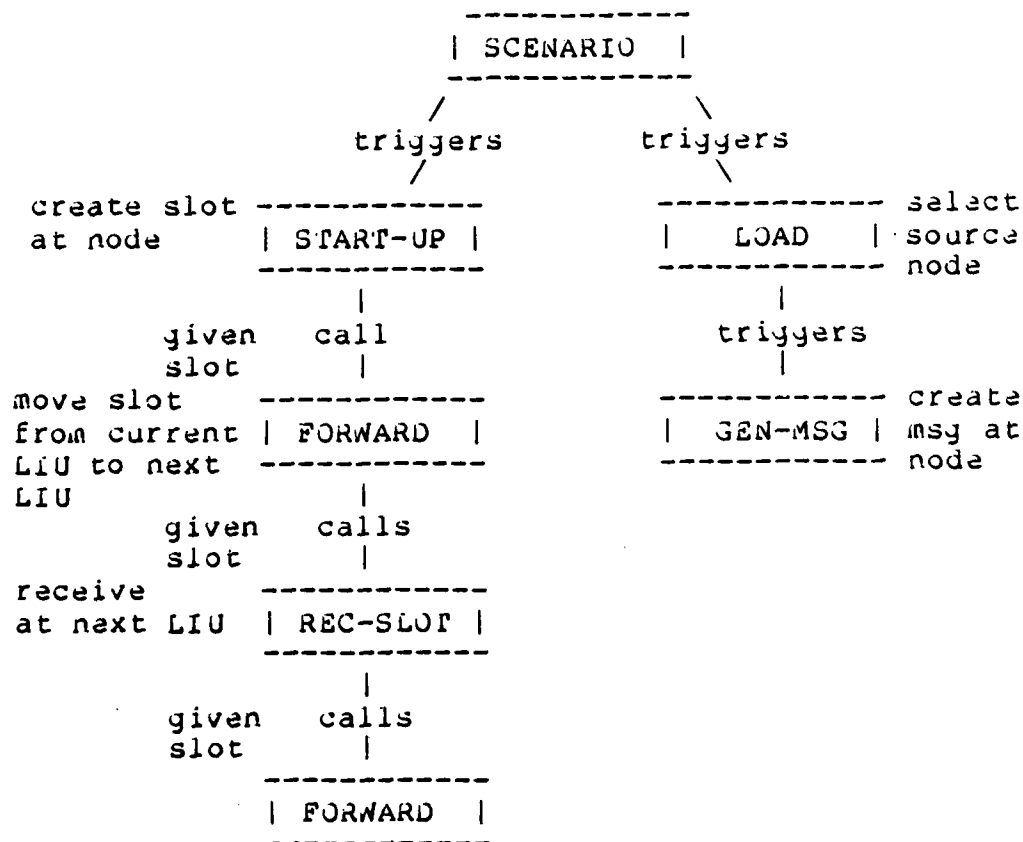 ------------
| SCENARIO |
------------
/ \
triggers triggers
/ \
create slot ------------ ------------ select
at node | START-UP | | LOAD | source
------------ ------------ node
| |
given call triggers
slot | |
move slot ------------ ------------ create
from current | FORWARD | | GEN-MSG | msg at
LIU to next ------------ ------------ node
LIU |
given calls
slot |
receive ------------
at next LIU | REC-SLOT |
------------
|
given calls
slot |
------------
| FORWARD |
------------